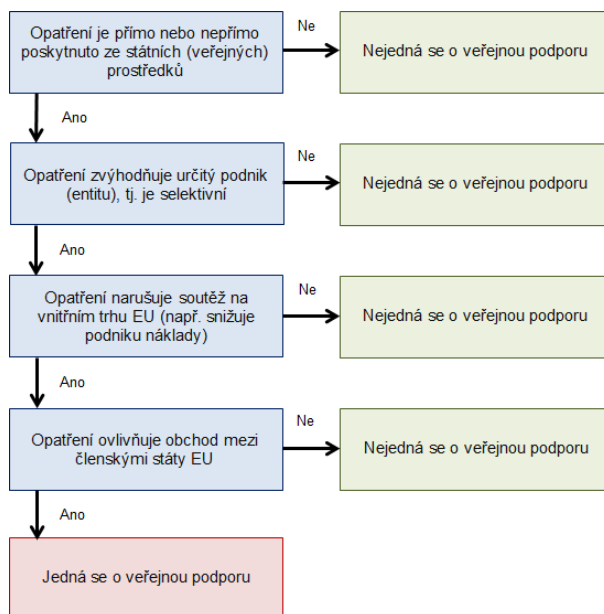 Opatření je přímo nebo nepřímo
poskytnuto ze státních (veřejných)
prostředků
Ne
Nejedná se o veřejnou podporu
Ano
Opatření zvýhodňuje určitý podnik
(entitu), tj. je selektivní
Ne
Nejedná se o veřejnou podporu
Ano
Opatření narušuje soutěž na
vnitřním trhu EU (např. snižuje
podniku náklady)
Ne
Nejedná se o veřejnou podporu
Ano
Opatření ovlivňuje obchod mezi
členskými státy EU
Ne
Nejedná se o veřejnou podporu
Ano
Jedná se o veřejnou podporu